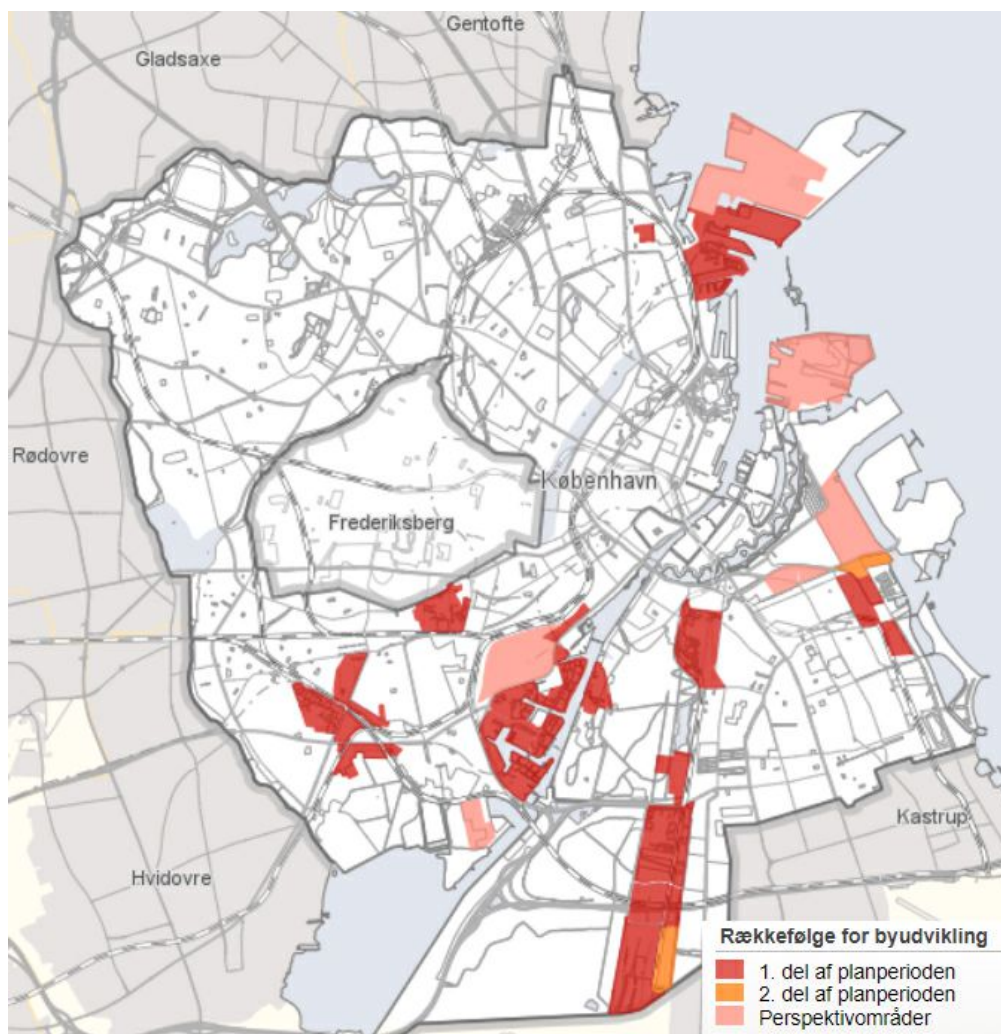 Gentofte
Gladsaxe
Rødovre
København
Frederiksberg
Kastrup
Hvidovre
Rækkefølge for byudvikling
1. del af planperioden
2. del af planperioden
Perspektivområder